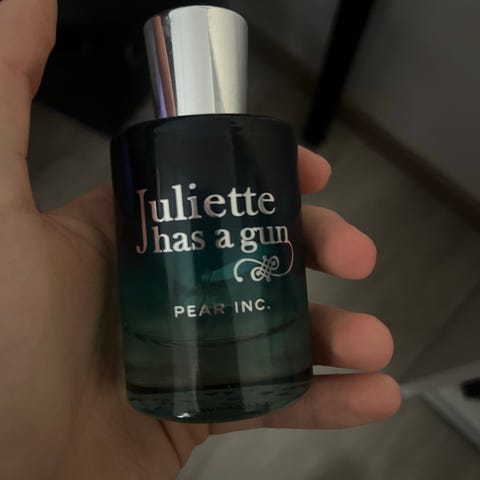 Juliette
has a gun
PEAR INC.